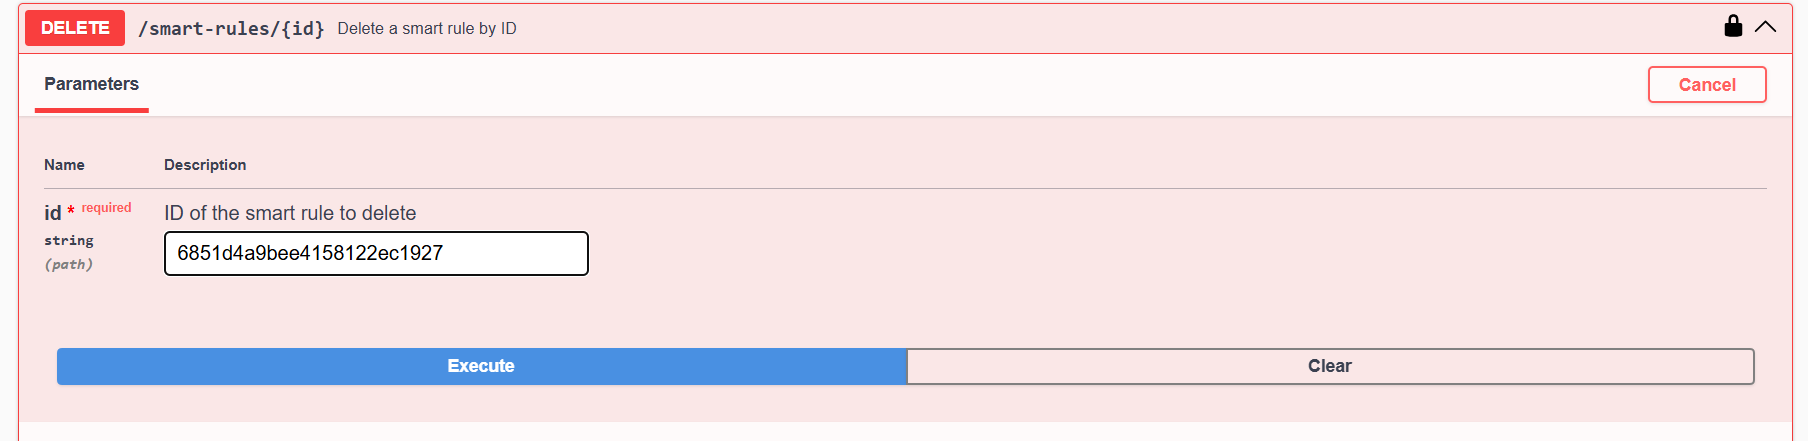 DELETE /smart-rules/{id} Delete a smart rule by ID
Parameters
Cancel
Name Description
id * required
string
(path)
ID of the smart rule to delete
6851d4a9bee4158122ec1927
Execute Clear